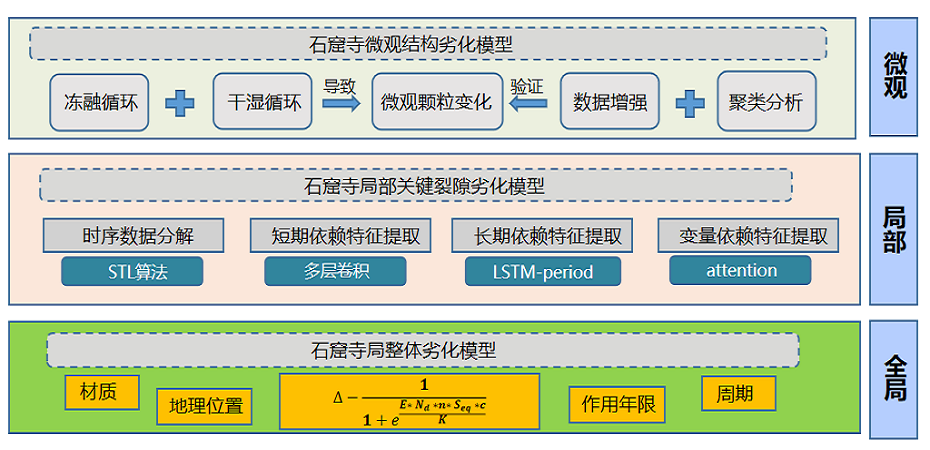 石窟寺微观结构劣化模型
冻融循环
干湿循环
导致
微观颗粒变化
验证
数据增强
聚类分析
微观
石窟寺局部关键裂隙劣化模型
时序数据分解
短期依赖特征提取
长期依赖特征提取
变量依赖特征提取
STL算法
多层卷积
LSTM-period
attention
局部
石窟寺局整体劣化模型
材质
地理位置
Δ − 1 / (1 + e^(E* N_d *n* S_eq *c / K))
作用年限
周期
全局